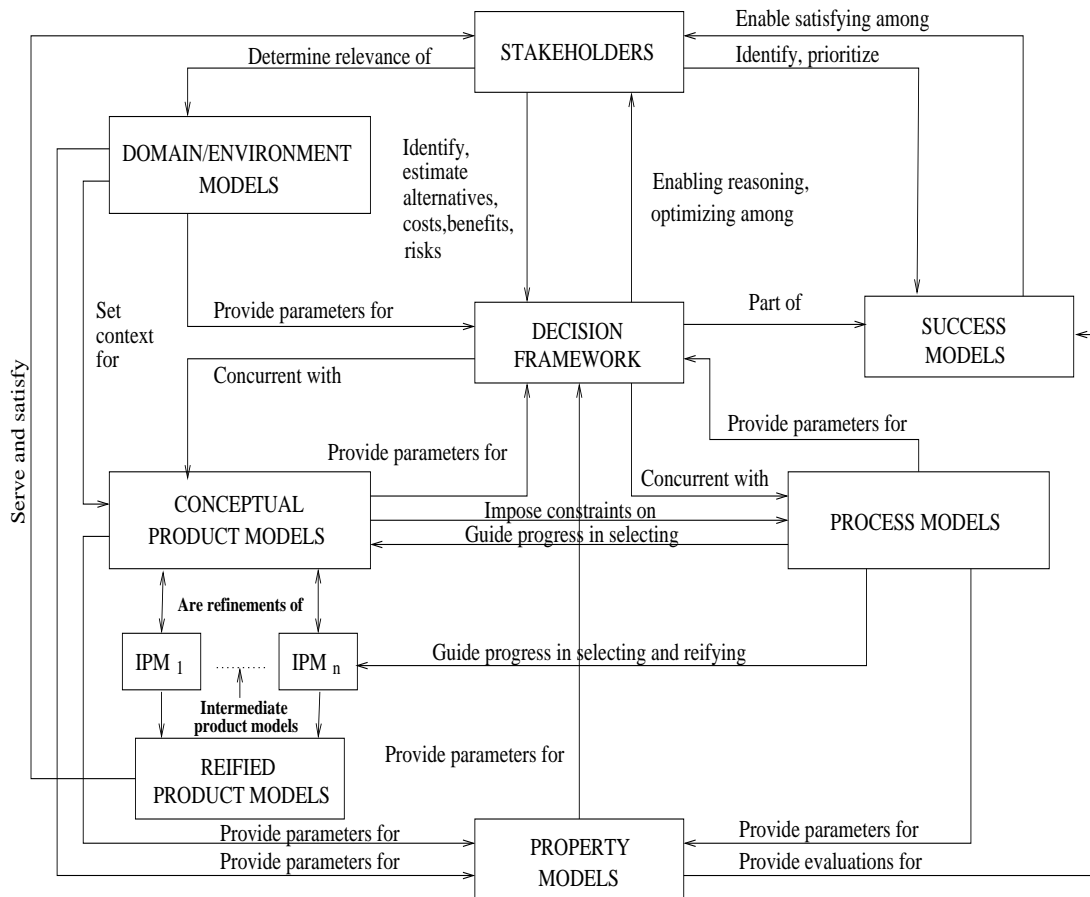 Enable satisfying among
STAKEHOLDERS
Determine relevance of
Identify, prioritize
DOMAIN/ENVIRONMENT
MODELS
Identify,
estimate
alternatives,
costs,benefits,
risks
Enabling reasoning,
optimizing among
Set
context
for
Provide parameters for
DECISION
FRAMEWORK
Part of
SUCCESS
MODELS
Concurrent with
Serve and satisfy
Provide parameters for
Provide parameters for
Concurrent with
CONCEPTUAL
PRODUCT MODELS
Impose constraints on
Guide progress in selecting
PROCESS MODELS
Are refinements of
IPM 1
IPM n
Guide progress in selecting and reifying
Intermediate
product models
REIFIED
PRODUCT MODELS
Provide parameters for
Provide parameters for
Provide parameters for
PROPERTY
MODELS
Provide parameters for
Provide evaluations for